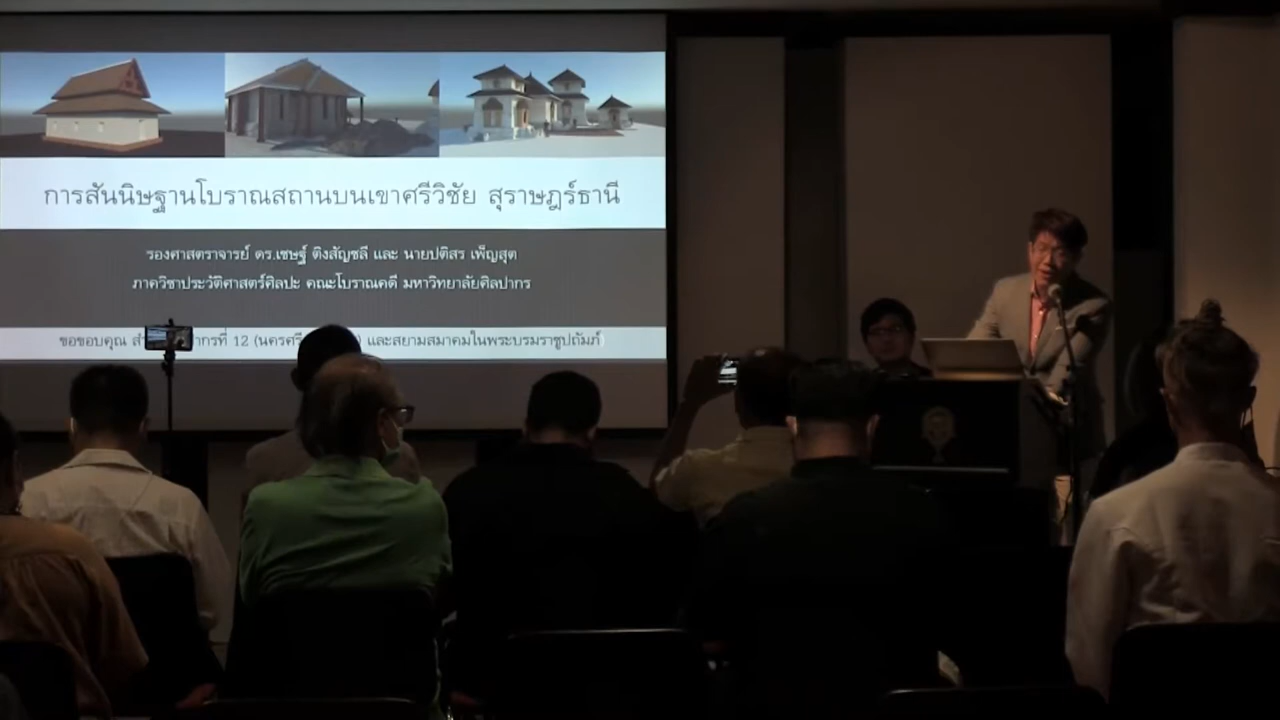 การสันนิษฐานโบราณสถานบนเขาศรีวิชัย สุราษฎร์ธานี
รองศาสตราจารย์ ดร.เชษฐ์ ติงสัญชลี และ นายปติสร เพ็ญสุต
ภาควิชาประวัติศาสตร์ศิลปะ คณะโบราณคดี มหาวิทยาลัยศิลปากร
ขอขอบคุณ ที่ 12 และสยามสมาคมในพระบรมราชูปถัมภ์